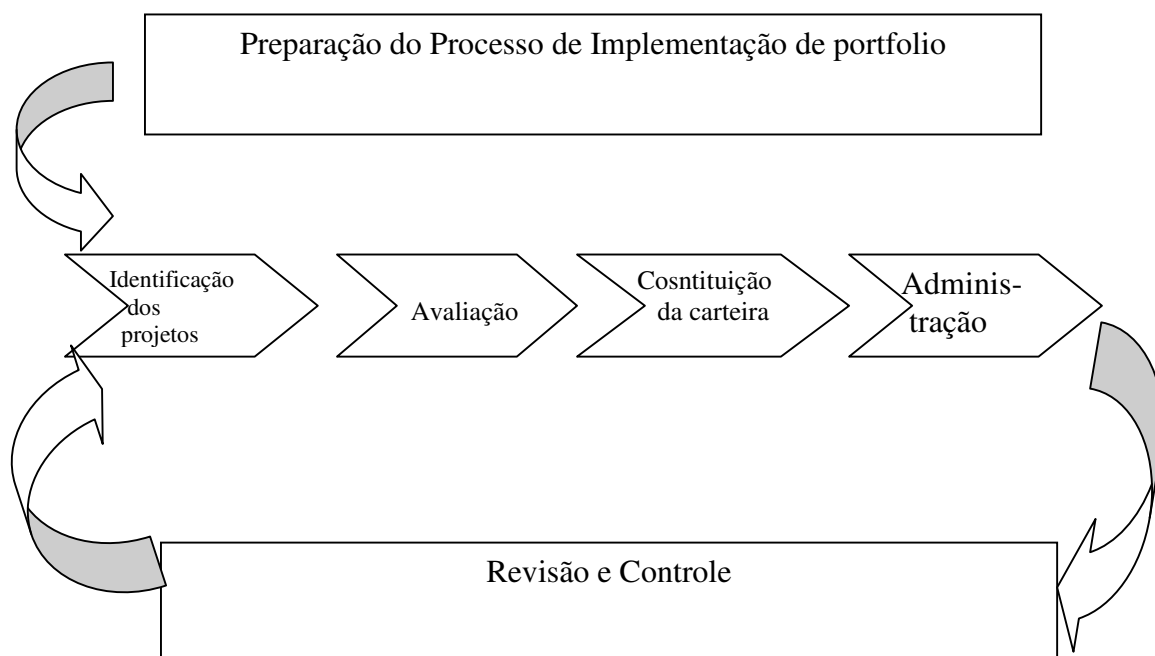 Preparação do Processo de Implementação de portfolio
Identificação
dos
projetos
Avaliação
Cosntituição
da carteira
Adminis-
tração
Revisão e Controle